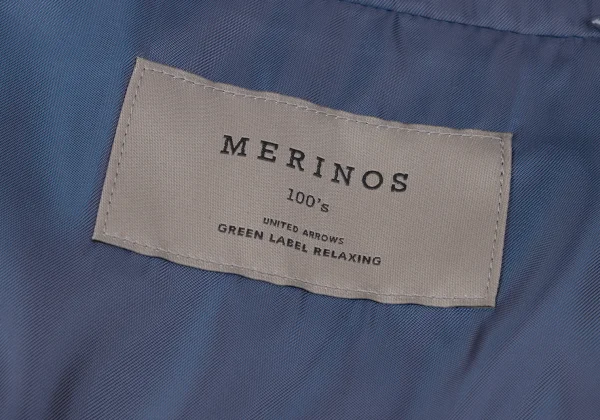 MERINOS
100's
UNITED ARROWS
GREEN LABEL RELAXING